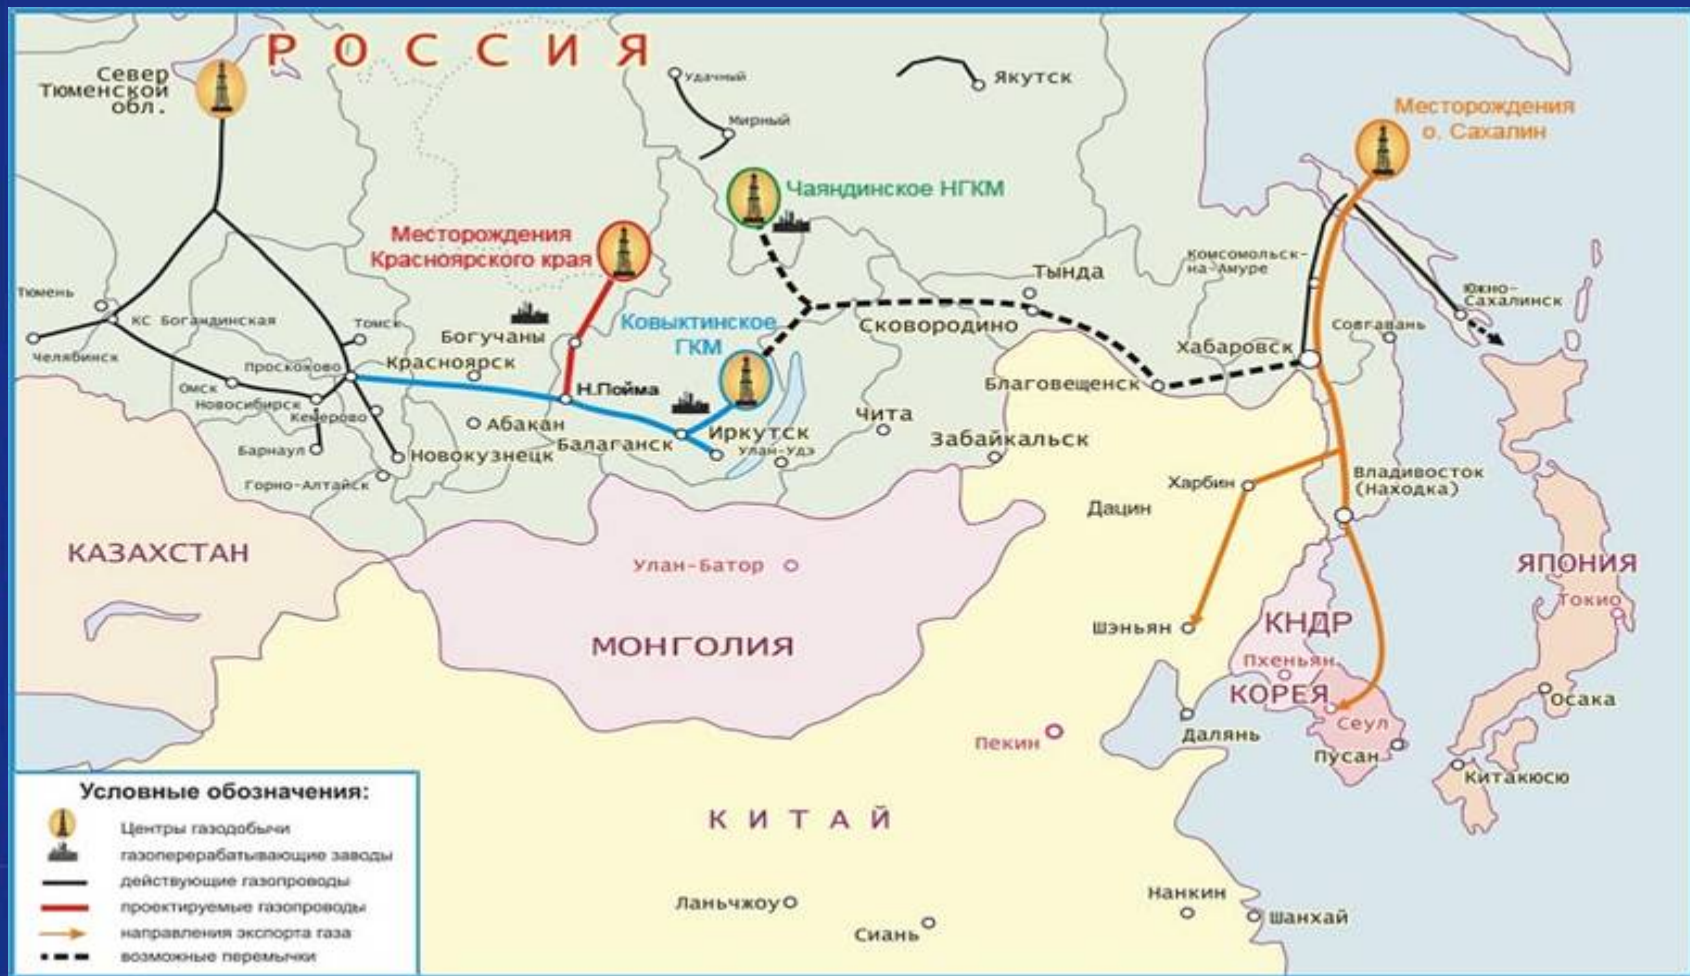 РОССИЯ
Север
Тюменской
обл.
Удачный
Якутск
Мирный
Месторождения
о. Сахалин
Чаяндинское НГКМ
Месторождения
Красноярского края
Комсомольск-
на-Амуре
Тында
Южно-
Сахалинск
Тюмень
КС Богандинская
Томск
Богучаны
Ковыктинское
ГКМ
Сковородино
Совгавань
Хабаровск
Челябинск
Проскоково
Красноярск
Н.Пойма
Благовещенск
Омск
Новосибирск
Кемерово
Абакан
Балаганск
Иркутск
Чита
Забайкальск
Улан-Удэ
Барнаул
Новокузнецк
Горно-Алтайск
Харбин
Владивосток
(Находка)
Дацин
КАЗАХСТАН
Улан-Батор
ЯПОНИЯ
Токио
МОНГОЛИЯ
Шэньян
КНДР
Пхеньян
КОРЕЯ
Сеул
Осака
Пекин
Далянь
Пусан
Китакюсю
КИТАЙ
Ланьчжоу
Сиань
Нанкин
Шанхай
Условные обозначения:
Центры газодобычи
газоперерабатывающие заводы
действующие газопроводы
проектируемые газопроводы
направления экспорта газа
возможные перемычки